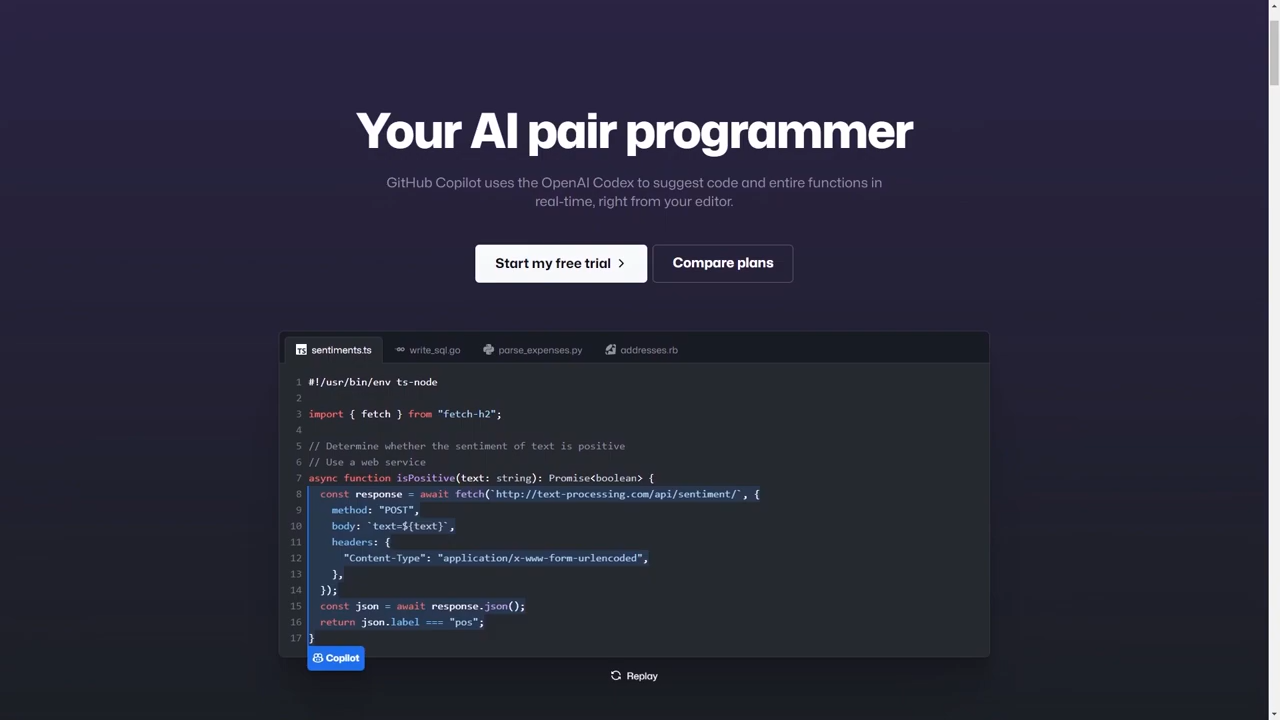 Your AI pair programmer
GitHub Copilot uses the OpenAI Codex to suggest code and entire functions in
real-time, right from your editor.
Start my free trial >
Compare plans
TS sentiments.ts
GO write_sql.go
parse_expenses.py
addresses.rb
1 #!/usr/bin/env ts-node
2
3 import { fetch } from "fetch-h2";
4
5 // Determine whether the sentiment of text is positive
6 // Use a web service
7 async function isPositive(text: string): Promise<boolean> {
8   const response = await fetch(`http://text-processing.com/api/sentiment/`, {
9     method: "POST",
10     body: `text=${text}`,
11     headers: {
12       "Content-Type": "application/x-www-form-urlencoded",
13     },
14   });
15   const json = await response.json();
16   return json.label === "pos";
17 }
Copilot
Replay